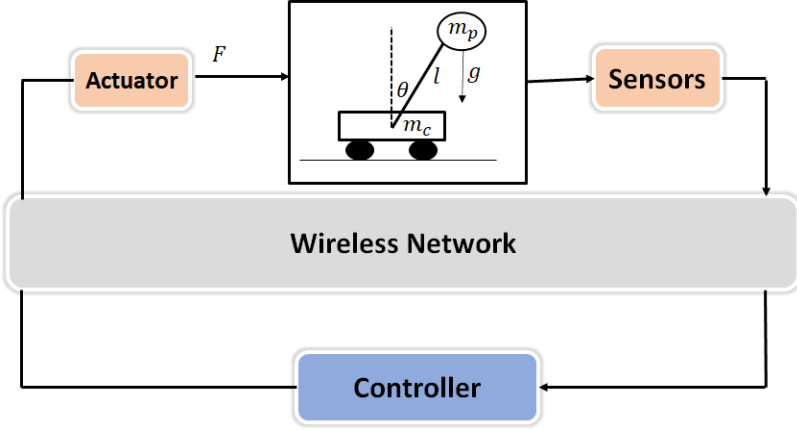 F
Actuator
m_p
θ
l
g
m_c
Sensors
Wireless Network
Controller